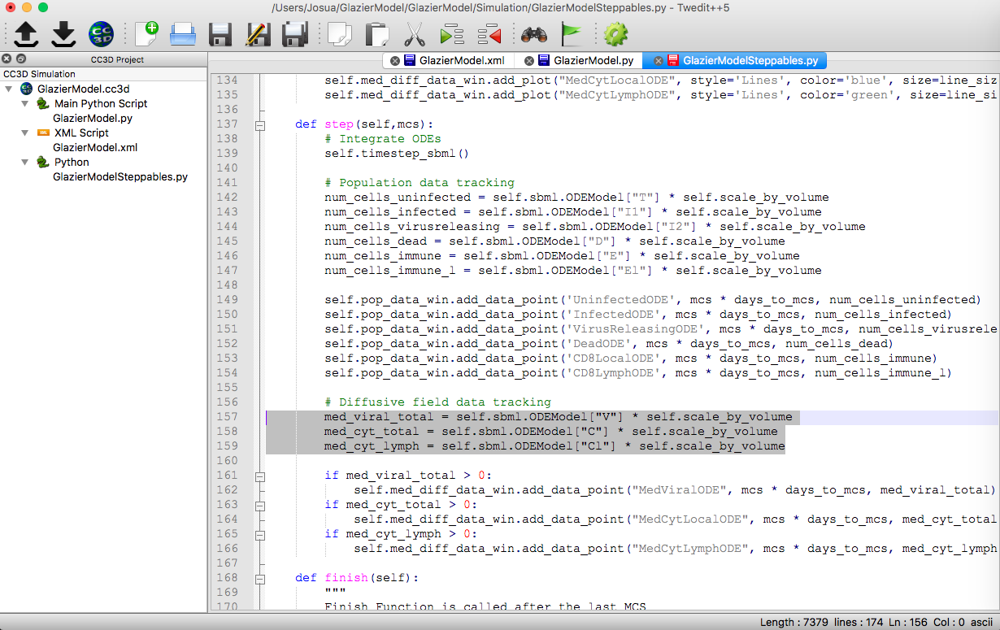 /Users/Josua/GlazierModel/GlazierModel/Simulation/GlazierModelSteppables.py - Twedit++5
CC3D
CC3D Project
GlazierModel.xml
GlazierModel.py
GlazierModelSteppables.py
CC3D Simulation
GlazierModel.cc3d
Main Python Script
GlazierModel.py
XML Script
GlazierModel.xml
Python
GlazierModelSteppables.py
134 self.med_diff_data_win.add_plot("MedCytLocalODE", style='Lines', color='blue', size=line_siz
135 self.med_diff_data_win.add_plot("MedCytLymphODE", style='Lines', color='green', size=line_si
136
137 def step(self,mcs):
138 # Integrate ODEs
139 self.timestep_sbml()
140
141 # Population data tracking
142 num_cells_uninfected = self.sbml.ODEModel["T"] * self.scale_by_volume
143 num_cells_infected = self.sbml.ODEModel["I1"] * self.scale_by_volume
144 num_cells_virusreleasing = self.sbml.ODEModel["I2"] * self.scale_by_volume
145 num_cells_dead = self.sbml.ODEModel["D"] * self.scale_by_volume
146 num_cells_immune = self.sbml.ODEModel["E"] * self.scale_by_volume
147 num_cells_immune_l = self.sbml.ODEModel["El"] * self.scale_by_volume
148
149 self.pop_data_win.add_data_point('UninfectedODE', mcs * days_to_mcs, num_cells_uninfected)
150 self.pop_data_win.add_data_point('InfectedODE', mcs * days_to_mcs, num_cells_infected)
151 self.pop_data_win.add_data_point('VirusReleasingODE', mcs * days_to_mcs, num_cells_virusrele
152 self.pop_data_win.add_data_point('DeadODE', mcs * days_to_mcs, num_cells_dead)
153 self.pop_data_win.add_data_point('CD8LocalODE', mcs * days_to_mcs, num_cells_immune)
154 self.pop_data_win.add_data_point('CD8LymphODE', mcs * days_to_mcs, num_cells_immune_l)
155
156 # Diffusive field data tracking
157 med_viral_total = self.sbml.ODEModel["V"] * self.scale_by_volume
158 med_cyt_total = self.sbml.ODEModel["C"] * self.scale_by_volume
159 med_cyt_lymph = self.sbml.ODEModel["Cl"] * self.scale_by_volume
160
161 if med_viral_total > 0:
162 self.med_diff_data_win.add_data_point("MedViralODE", mcs * days_to_mcs, med_viral_total)
163 if med_cyt_total > 0:
164 self.med_diff_data_win.add_data_point("MedCytLocalODE", mcs * days_to_mcs, med_cyt_total
165 if med_cyt_lymph > 0:
166 self.med_diff_data_win.add_data_point("MedCytLymphODE", mcs * days_to_mcs, med_cyt_lymph
167
168 def finish(self):
169 """
170 Finish Function is called after the last MCS
Length : 7379 lines : 174 Ln : 156 Col : 0 ascii